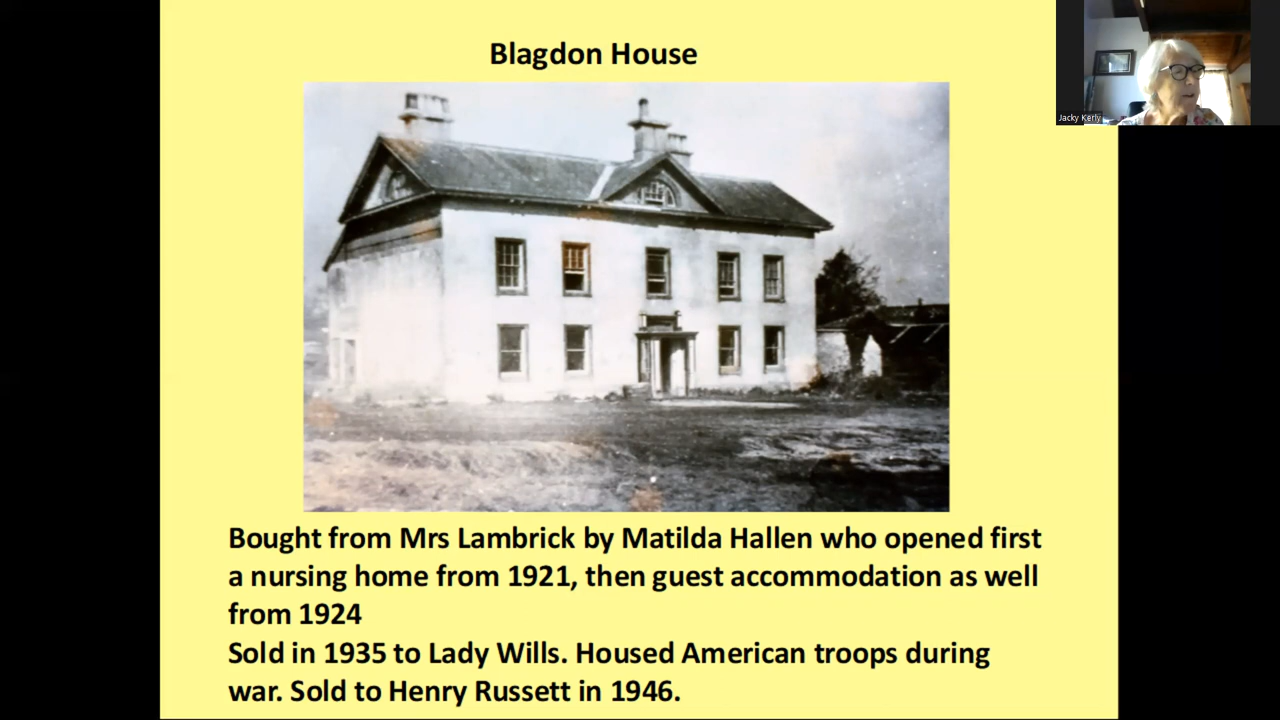 Blagdon House
Jacky Kerly
Bought from Mrs Lambrick by Matilda Hallen who opened first
a nursing home from 1921, then guest accommodation as well
from 1924
Sold in 1935 to Lady Wills. Housed American troops during
war. Sold to Henry Russett in 1946.